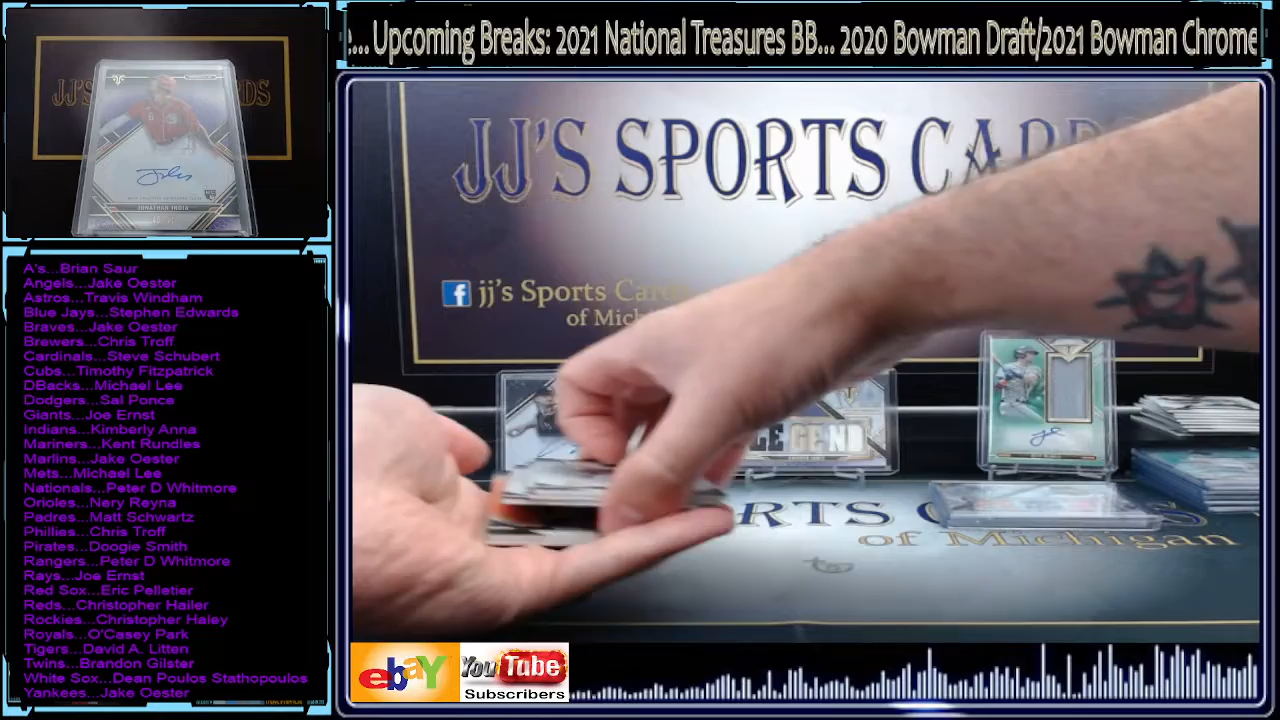 ... Upcoming Breaks: 2021 National Treasures BB... 2020 Bowman Draft/2021 Bowman Chrome
JONATHAN INDIA
JJ'S SPORTS CA
jj's Sports Car
of Mic
A's...Brian Saur
Angels...Jake Oester
Astros...Travis Windham
Blue Jays...Stephen Edwards
Braves...Jake Oester
Brewers...Chris Troff
Cardinals...Steve Schubert
Cubs...Timothy Fitzpatrick
DBacks...Michael Lee
Dodgers...Sal Ponce
Giants...Joe Ernst
Indians...Kimberly Anna
Mariners...Kent Rundles
Marlins...Jake Oester
Mets...Michael Lee
Nationals...Peter D Whitmore
Orioles...Nery Reyna
Padres...Matt Schwartz
Phillies...Chris Troff
Pirates...Doogie Smith
Rangers...Peter D Whitmore
Rays...Joe Ernst
Red Sox...Eric Pelletier
Reds...Christopher Hailer
Rockies...Christopher Haley
Royals...O'Casey Park
Tigers...David A. Litten
Twins...Brandon Gilster
White Sox...Dean Poulos Stathopoulos
Yankees...Jake Oester
of Michigan
ebay
YouTube
Subscribers